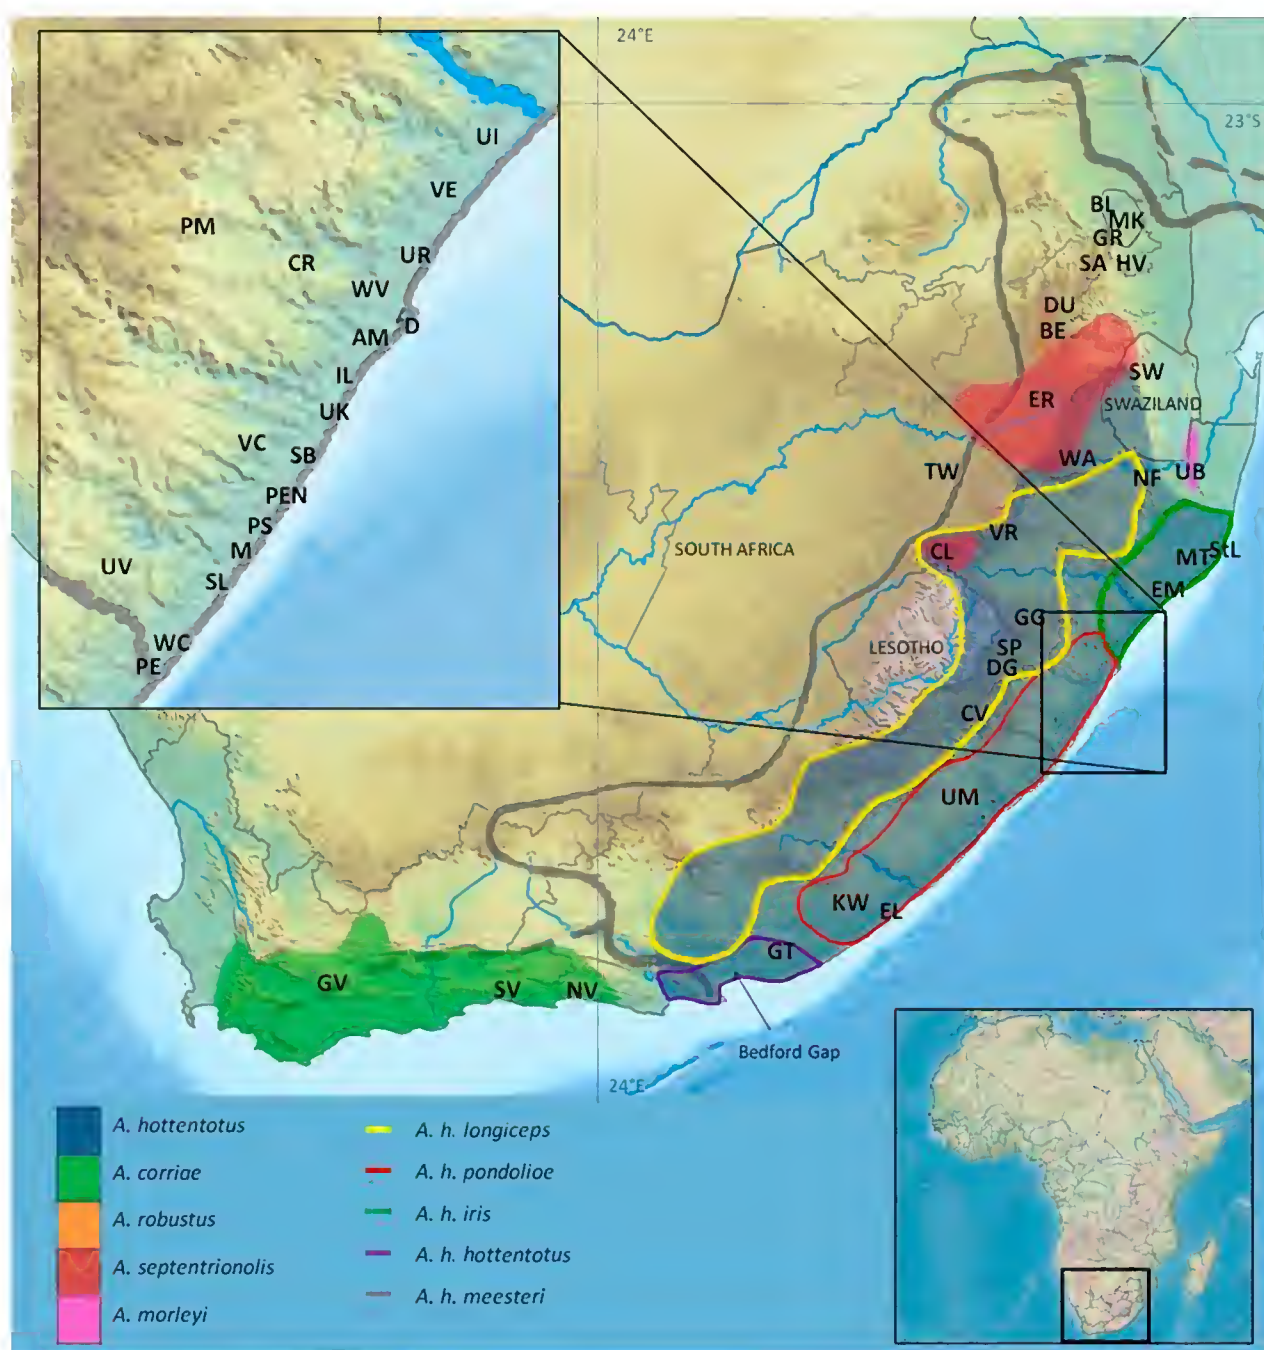 24°E
23°S
UI
VE
PM
UR
CR
WV
D
AM
IL
UK
VC
SB
PEN
PS
M
UV
SL
WC
PE
BL
MK
GR
SA HV
DU
BE
SW
ER
SWAZILAND
WA
TW
NF UB
VR
SOUTH AFRICA
CL
MT StL
EM
GG
LESOTHO
SP
DG
CV
UM
KW
EL
GT
GV
SV
NV
Bedford Gap
24°E
A. hottentotus
A. corriae
A. robustus
A. septentrionolis
A. morleyi
A. h. longiceps
A. h. pondolioe
A. h. iris
A. h. hottentotus
A. h. meesteri